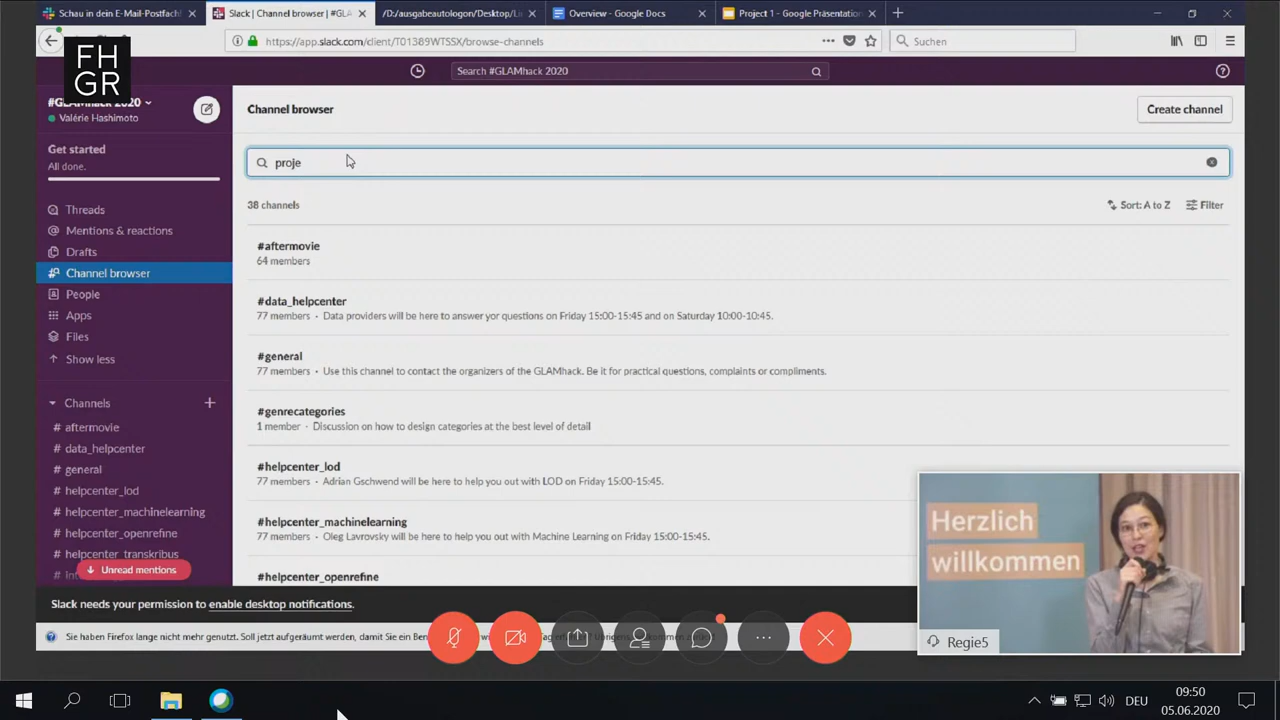 Schau in dein E-Mail-Postfach!
Slack | Channel browser | #GL
/D:/ausgabeautologon/Desktop/Li
Overview - Google Docs
Project 1 - Google Präsentation
https://app.slack.com/client/T01389WTSSX/browse-channels
Suchen
FH
GR
Search #GLAMhack 2020
#GLAMhack 2020
Valérie Hashimoto
Channel browser
Create channel
Get started
All done.
proje
38 channels
Sort: A to Z
Filter
Threads
Mentions & reactions
Drafts
Channel browser
People
Apps
Files
Show less
Channels
# aftermovie
# data_helpcenter
# general
# helpcenter_lod
# helpcenter_machinelearning
# helpcenter_openrefine
# helpcenter_transkribus
Unread mentions
#aftermovie
64 members
#data_helpcenter
77 members · Data providers will be here to answer yor questions on Friday 15:00-15:45 and on Saturday 10:00-10:45.
#general
77 members · Use this channel to contact the organizers of the GLAMhack. Be it for practical questions, complaints or compliments.
#genrecategories
1 member · Discussion on how to design categories at the best level of detail
#helpcenter_lod
77 members · Adrian Gschwend will be here to help you out with LOD on Friday 15:00-15:45.
#helpcenter_machinelearning
77 members · Oleg Lavrovsky will be here to help you out with Machine Learning on Friday 15:00-15:45.
#helpcenter_openrefine
Slack needs your permission to enable desktop notifications.
Sie haben Firefox lange nicht mehr genutzt. Soll jetzt aufgeräumt werden, damit Sie ein Ben
Herzlich
willkommen
Regie5
DEU
09:50
05.06.2020